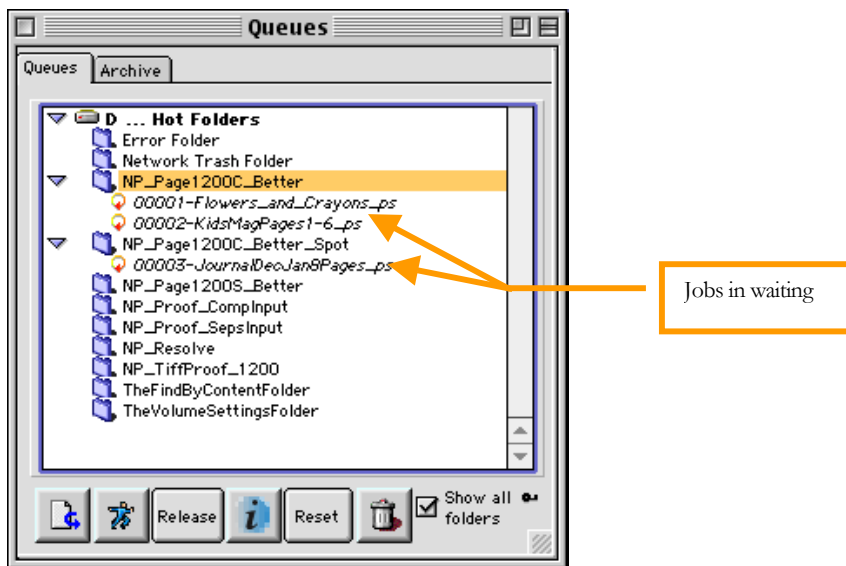 Queues
Queues Archive
D ... Hot Folders
Error Folder
Network Trash Folder
NP_Page1200C_Better
00001-Flowers_and_Crayons_ps
00002-KidsMagPages1-6_ps
NP_Page1200C_Better_Spot
00003-JournalDecJan8Pages_ps
NP_Page1200S_Better
NP_Proof_CompInput
NP_Proof_SepsInput
NP_Resolve
NP_TiffProof_1200
TheFindByContentFolder
TheVolumeSettingsFolder
Jobs in waiting
Release i Reset Show all
folders